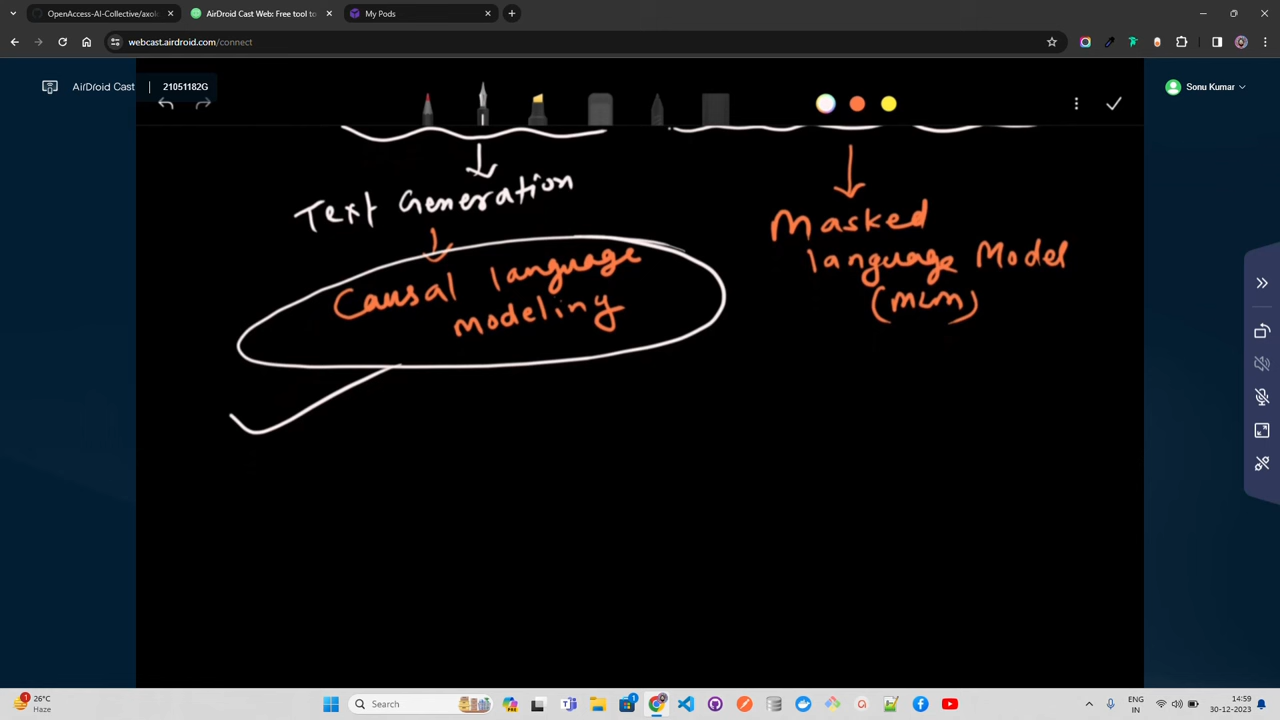 OpenAccess-AI-Collective/axolo
AirDroid Cast Web: Free tool to
My Pods
webcast.airdroid.com/connect
AirDroid Cast
21051182G
Sonu Kumar
Text Generation
Causal language
modeling
Masked
language Model
(MLM)
1
26°C
Haze
Search
ENG
IN
14:59
30-12-2023